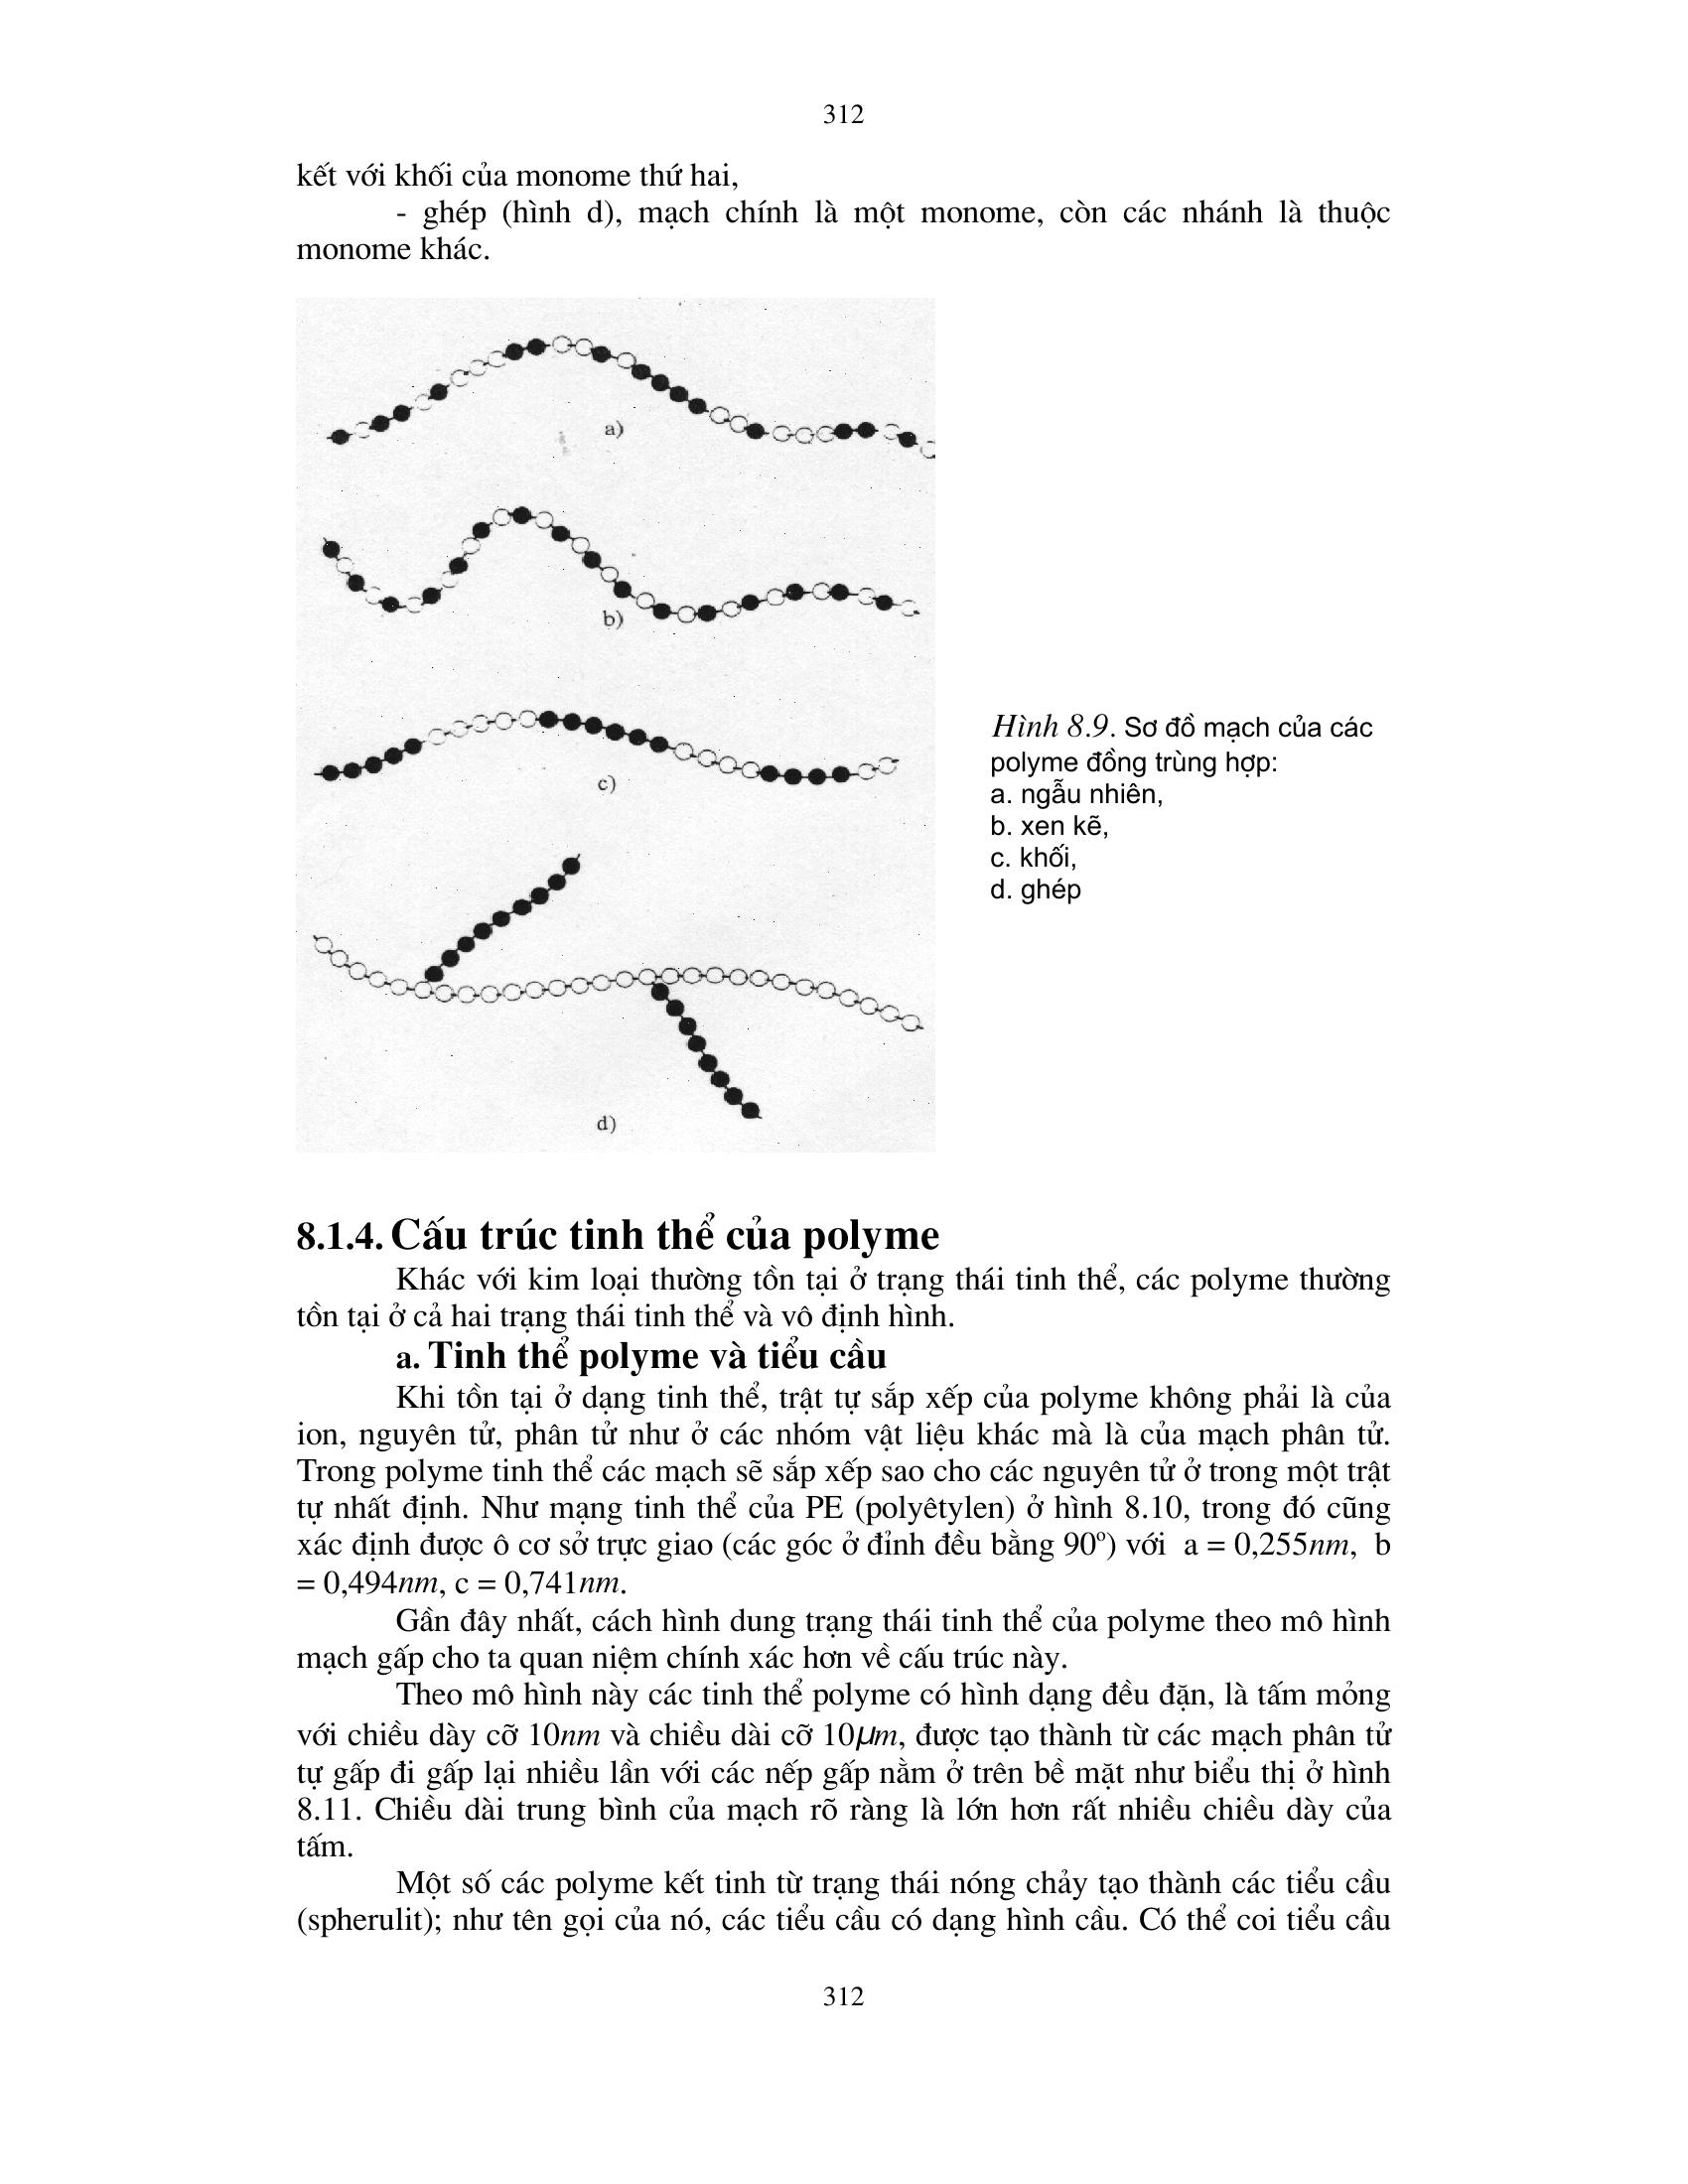 312
kết với khối của monome thứ hai,
- ghép (hình d), mạch chính là một monome, còn các nhánh là thuộc
monome khác.
a)
b)
c)
d)
Hình 8.9. Sơ đồ mạch của các
polyme đồng trùng hợp:
a. ngẫu nhiên,
b. xen kẽ,
c. khối,
d. ghép
8.1.4. Cấu trúc tinh thể của polyme
Khác với kim loại thường tồn tại ở trạng thái tinh thể, các polyme thường
tồn tại ở cả hai trạng thái tinh thể và vô định hình.
a. Tinh thể polyme và tiểu cầu
Khi tồn tại ở dạng tinh thể, trật tự sắp xếp của polyme không phải là của
ion, nguyên tử, phân tử như ở các nhóm vật liệu khác mà là của mạch phân tử.
Trong polyme tinh thể các mạch sẽ sắp xếp sao cho các nguyên tử ở trong một trật
tự nhất định. Như mạng tinh thể của PE (polyêtylen) ở hình 8.10, trong đó cũng
xác định được ô cơ sở trực giao (các góc ở đỉnh đều bằng 90º) với a = 0,255nm, b
= 0,494nm, c = 0,741nm.
Gần đây nhất, cách hình dung trạng thái tinh thể của polyme theo mô hình
mạch gấp cho ta quan niệm chính xác hơn về cấu trúc này.
Theo mô hình này các tinh thể polyme có hình dạng đều đặn, là tấm mỏng
với chiều dày cỡ 10nm và chiều dài cỡ 10μm, được tạo thành từ các mạch phân tử
tự gấp đi gấp lại nhiều lần với các nếp gấp nằm ở trên bề mặt như biểu thị ở hình
8.11. Chiều dài trung bình của mạch rõ ràng là lớn hơn rất nhiều chiều dày của
tấm.
Một số các polyme kết tinh từ trạng thái nóng chảy tạo thành các tiểu cầu
(spherulit); như tên gọi của nó, các tiểu cầu có dạng hình cầu. Có thể coi tiểu cầu
312